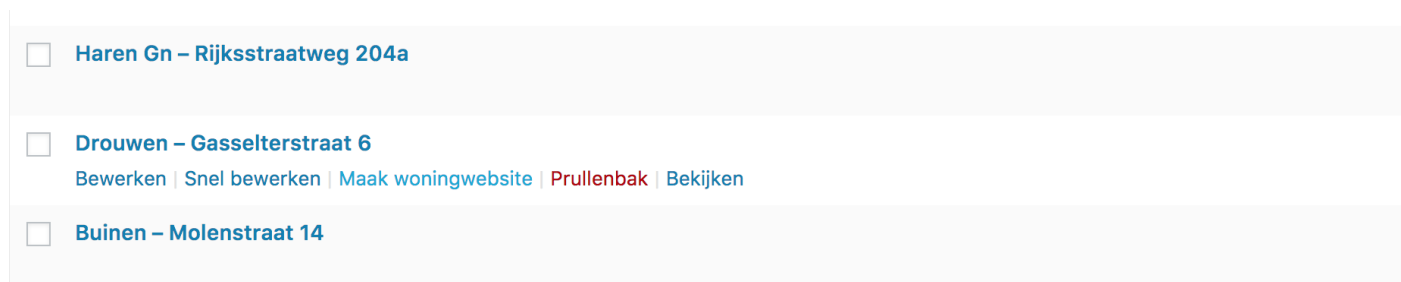 Haren Gn – Rijksstraatweg 204a
Drouwen – Gasselterstraat 6
Bewerken | Snel bewerken | Maak woningwebsite | Prullenbak | Bekijken
Buinen – Molenstraat 14